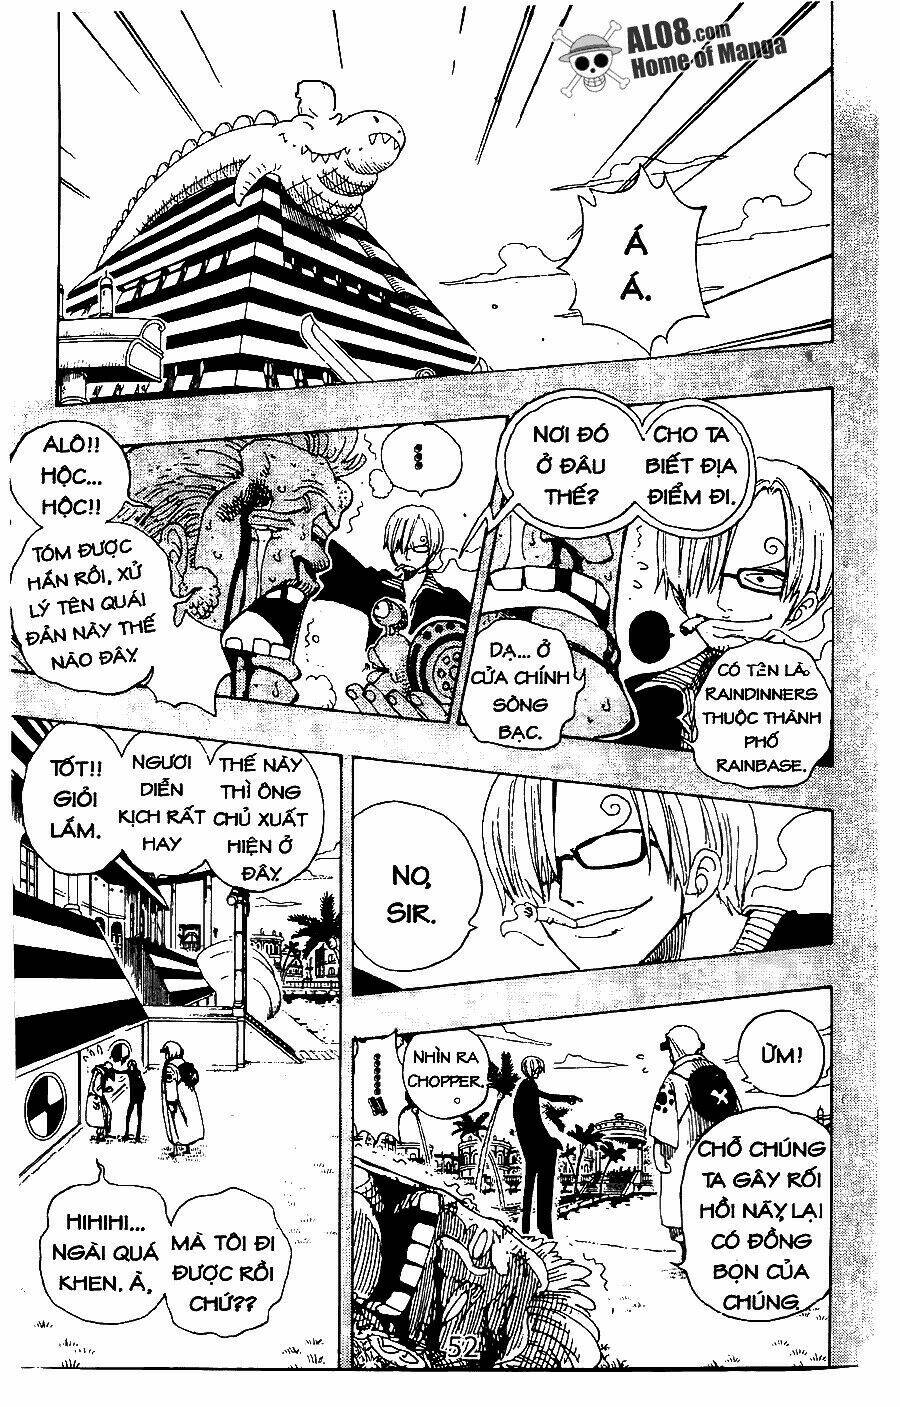 AL08.com
Home of Manga
Á
Á.
CHO TA
BIẾT ĐỊA
ĐIỂM ĐI.
NƠI ĐÓ
Ở ĐÂU
THẾ?
CÓ TÊN LÀ
RAINDINNERS
THUỘC THÀNH
PHỐ
RAINBASE.
DẠ... Ở
CỬA CHÍNH
SÒNG
BẠC.
ALÔ!!
HỘC...
HỘC!!
TÓM ĐƯỢC
HẮN RỒI, XỬ
LÝ TÊN QUÁI
ĐẢN NÀY THẾ
NÀO ĐÂY.
NO,
SIR.
THẾ NÀY
THÌ ÔNG
CHỦ XUẤT
HIỆN Ở
ĐÂY.
NGƯƠI
DIỄN
KỊCH RẤT
HAY
TỐT!!
GIỎI
LẮM.
MÀ TÔI ĐI
ĐƯỢC RỒI
CHỨ??
HIHIHI...
NGÀI QUÁ
KHEN. À,
ỪM!
CHỖ CHÚNG
TA GÂY RỐI
HỒI NÃY, LẠI
CÓ ĐỒNG
BỌN CỦA
CHÚNG.
NHÌN RA
CHOPPER.
52